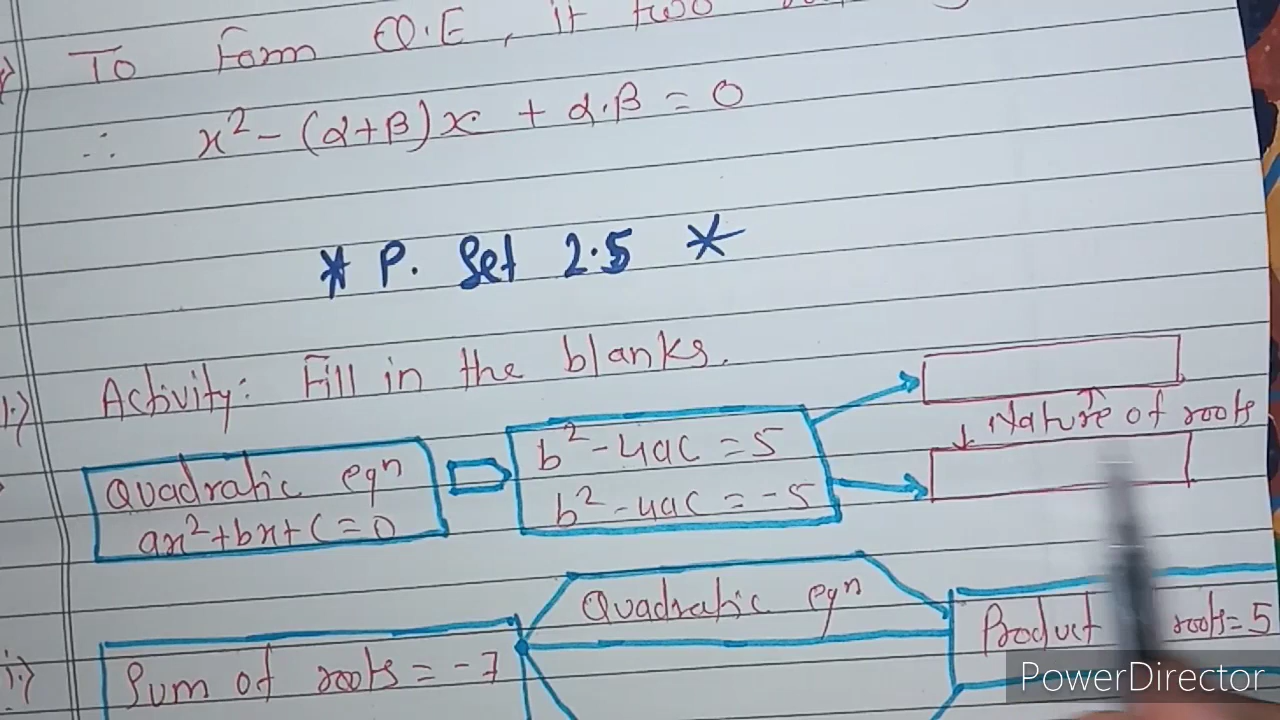 To Form Q.E, if two
∴ x² - (α+β)x + α.β = 0
* P. Set 2.5 *
1.) Activity: Fill in the blanks.
Quadratic eqn
ax²+bx+c=0
b²-4ac = 5
b²-4ac = -5
Nature of roots
Quadratic eqn
Sum of roots = -7
Product roots=5
PowerDirector